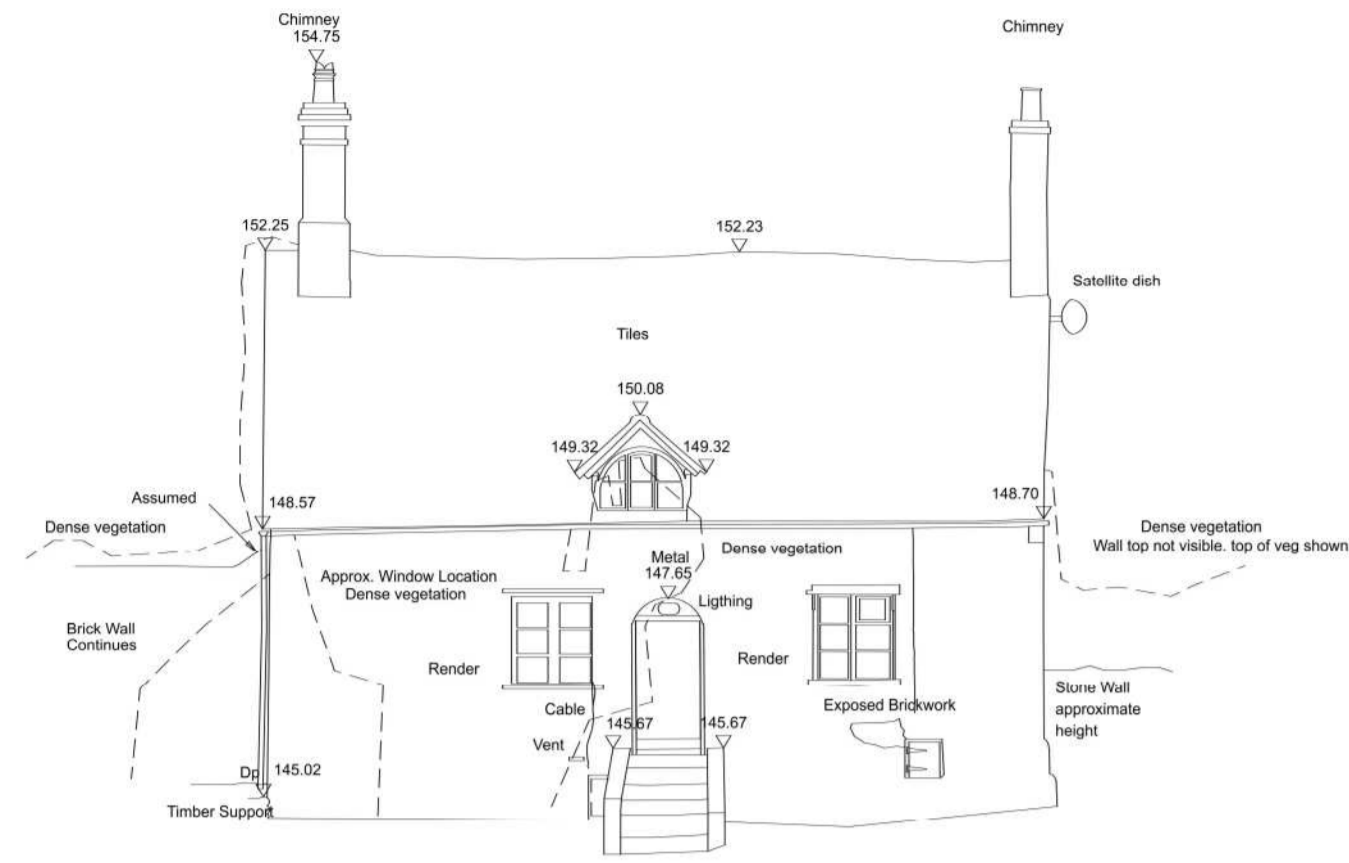 Chimney
154.75
Chimney
152.25
152.23
Satellite dish
Tiles
150.08
149.32
149.32
Assumed
148.57
148.70
Dense vegetation
Dense vegetation
Wall top not visible. top of veg shown
Dense vegetation
Metal
147.65
Approx. Window Location
Dense vegetation
Ligthing
Brick Wall
Continues
Render
Render
Stone Wall
approximate
height
Cable
Exposed Brickwork
145.67
145.67
Vent
Dp
145.02
Timber Support